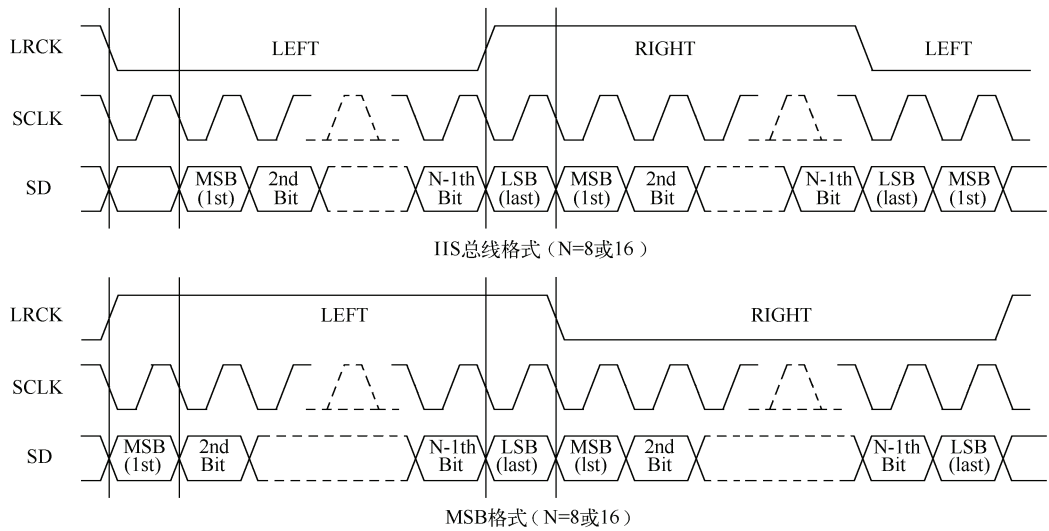 LRCK LEFT RIGHT LEFT
SCLK
SD MSB (1st) 2nd Bit N-1th Bit LSB (last) MSB (1st) 2nd Bit N-1th Bit LSB (last) MSB (1st)
IIS总线格式（N=8或16）
LRCK LEFT RIGHT
SCLK
SD MSB (1st) 2nd Bit N-1th Bit LSB (last) MSB (lst) 2nd Bit N-1th Bit LSB (last)
MSB格式（N=8或16）